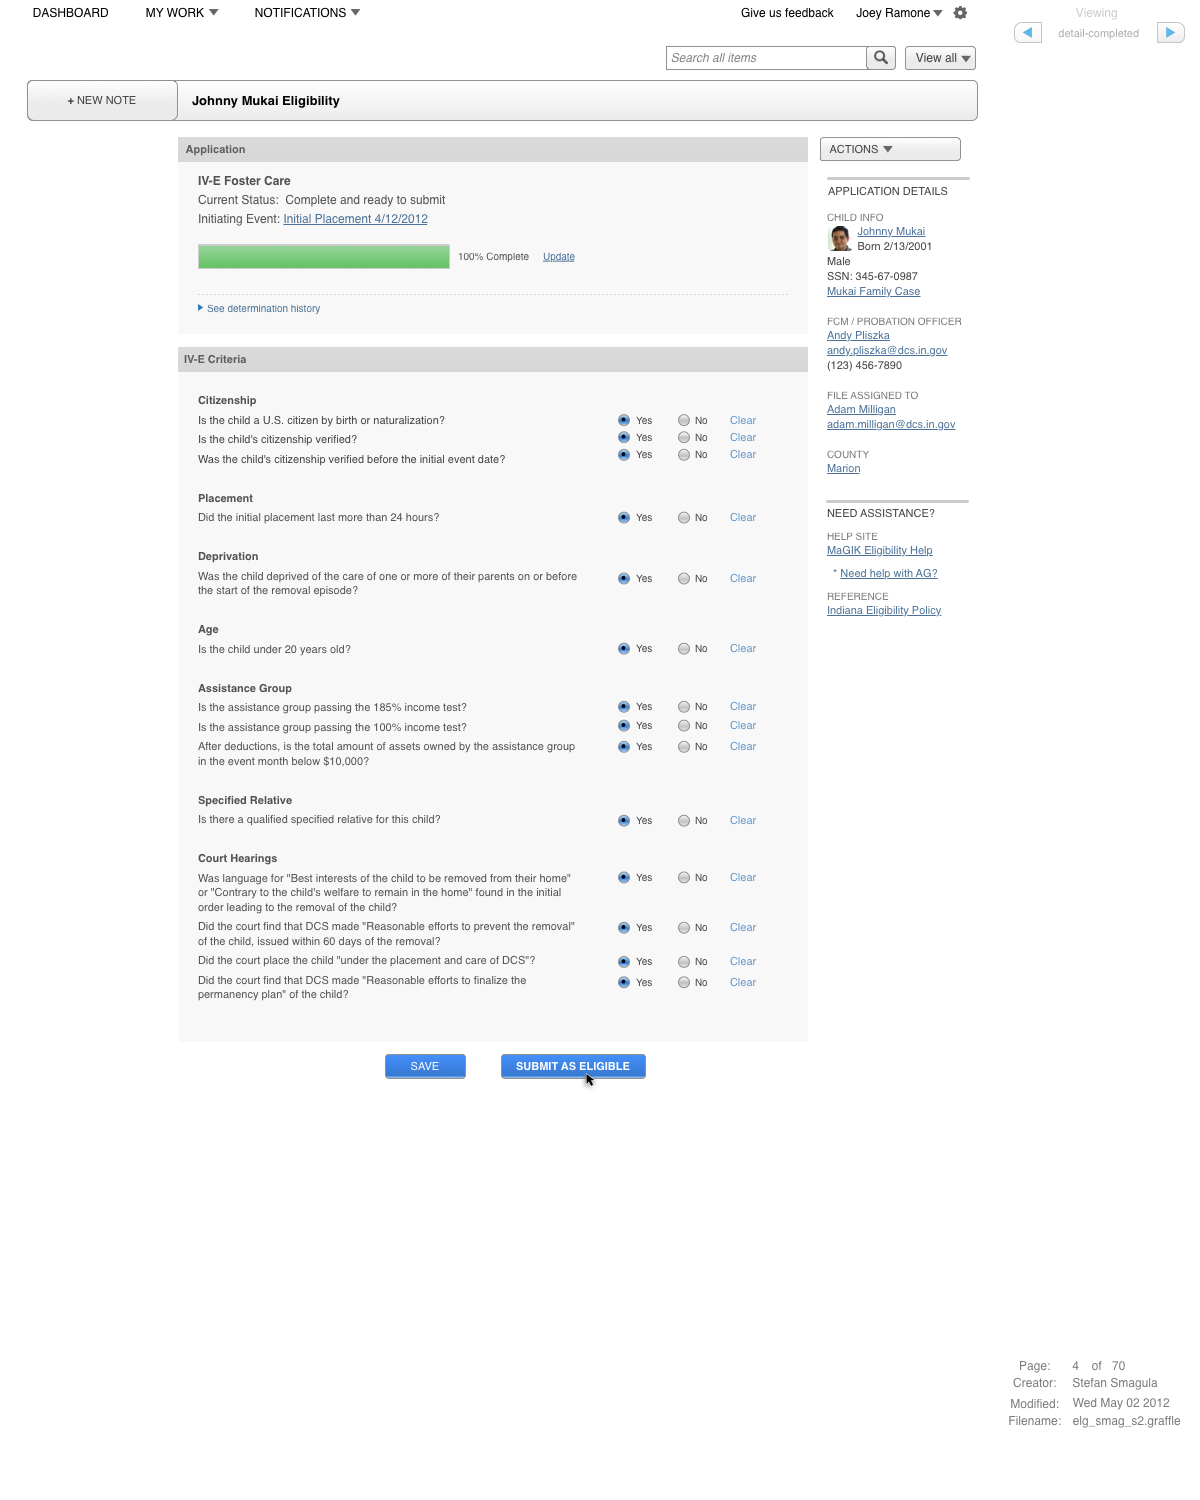 DASHBOARD MY WORK NOTIFICATIONS Give us feedback Joey Ramone
Viewing
detail-completed
Search all items View all
+ NEW NOTE Johnny Mukai Eligibility
Application
IV-E Foster Care
Current Status: Complete and ready to submit
Initiating Event: Initial Placement 4/12/2012
100% Complete Update
See determination history
IV-E Criteria
Citizenship
Is the child a U.S. citizen by birth or naturalization? Yes No Clear
Is the child's citizenship verified? Yes No Clear
Was the child's citizenship verified before the initial event date? Yes No Clear
Placement
Did the initial placement last more than 24 hours? Yes No Clear
Deprivation
Was the child deprived of the care of one or more of their parents on or before Yes No Clear
the start of the removal episode?
Age
Is the child under 20 years old? Yes No Clear
Assistance Group
Is the assistance group passing the 185% income test? Yes No Clear
Is the assistance group passing the 100% income test? Yes No Clear
After deductions, is the total amount of assets owned by the assistance group Yes No Clear
in the event month below $10,000?
Specified Relative
Is there a qualified specified relative for this child? Yes No Clear
Court Hearings
Was language for "Best interests of the child to be removed from their home" Yes No Clear
or "Contrary to the child's welfare to remain in the home" found in the initial
order leading to the removal of the child?
Did the court find that DCS made "Reasonable efforts to prevent the removal" Yes No Clear
of the child, issued within 60 days of the removal?
Did the court place the child "under the placement and care of DCS"? Yes No Clear
Did the court find that DCS made "Reasonable efforts to finalize the Yes No Clear
permanency plan" of the child?
SAVE SUBMIT AS ELIGIBLE
ACTIONS
APPLICATION DETAILS
CHILD INFO
Johnny Mukai
Born 2/13/2001
Male
SSN: 345-67-0987
Mukai Family Case
FCM / PROBATION OFFICER
Andy Pliszka
andy.pliszka@dcs.in.gov
(123) 456-7890
FILE ASSIGNED TO
Adam Milligan
adam.milligan@dcs.in.gov
COUNTY
Marion
NEED ASSISTANCE?
HELP SITE
MaGIK Eligibility Help
* Need help with AG?
REFERENCE
Indiana Eligibility Policy
Page: 4 of 70
Creator: Stefan Smagula
Modified: Wed May 02 2012
Filename: elg_smag_s2.graffle